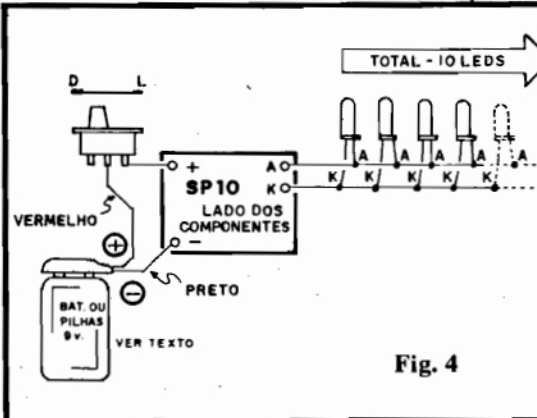 TOTAL - 10 LEDS
D L
+ A
SP10 K
LADO DOS
COMPONENTES
-
A A A A A
K K K K K
VERMELHO
+
-
PRETO
BAT. OU
PILHAS
9 v.
VER TEXTO
Fig. 4